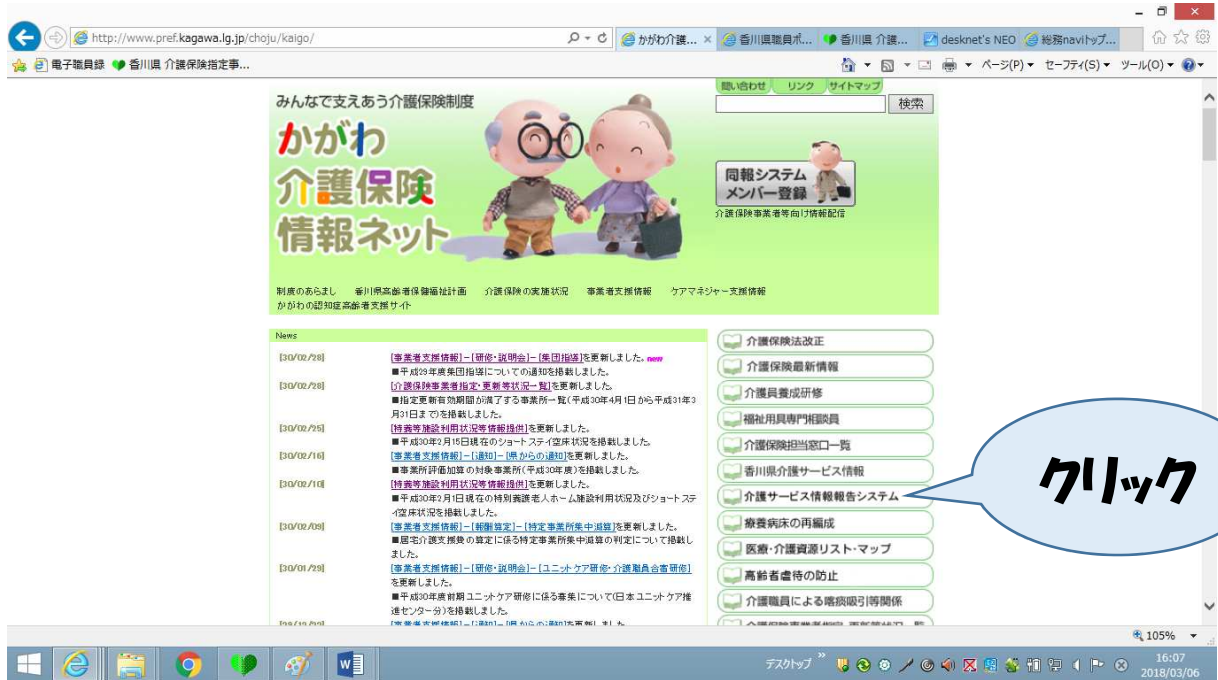 http://www.pref.kagawa.lg.jp/choju/kaigo/
かがわ介護...
香川県職員ポ...
香川県 介護...
desknet's NEO
総務naviトップ...
電子職員録
香川県 介護保険指定事...
ページ(P)
セーフティ(S)
ツール(O)
問い合わせ
リンク
サイトマップ
検索
みんなで支えあう介護保険制度
かがわ
介護保険
情報ネット
同報システム
メンバー登録
介護保険事業者等向け情報配信
制度のあらまし 香川県高齢者保健福祉計画 介護保険の実施状況 事業者支援情報 ケアマネジャー支援情報
かがわの認知症高齢者支援サイト
News
[30/02/28] [事業者支援情報]-[研修・説明会]-[集団指導]を更新しました。new
■平成29年度集団指導についての通知を掲載しました。
[30/02/28] [介護保険事業者指定・更新等状況一覧]を更新しました。
■指定更新有効期間が満了する事業所一覧(平成30年4月1日から平成31年3
月31日まで)を掲載しました。
[30/02/25] [特養等施設利用状況等情報提供]を更新しました。
■平成30年2月15日現在のショートステイ空床状況を掲載しました。
[30/02/16] [事業者支援情報]-[通知]-[県からの通知]を更新しました。
■事業所評価加算の対象事業所(平成30年度)を掲載しました。
[30/02/10] [特養等施設利用状況等情報提供]を更新しました。
■平成30年2月1日現在の特別養護老人ホーム施設利用状況及びショートステ
イ空床状況を掲載しました。
[30/02/09] [事業者支援情報]-[報酬算定]-[特定事業所集中減算]を更新しました。
■居宅介護支援費の算定に係る特定事業所集中減算の判定について掲載し
ました。
[30/01/29] [事業者支援情報]-[研修・説明会]-[ユニットケア研修・介護職員合宿研修]
を更新しました。
■平成30年度前期ユニットケア研修に係る募集について(日本ユニットケア推
進センター分)を掲載しました。
介護保険法改正
介護保険最新情報
介護員養成研修
福祉用具専門相談員
介護保険担当窓口一覧
香川県介護サービス情報
介護サービス情報報告システム
療養病床の再編成
医療・介護資源リスト・マップ
高齢者虐待の防止
介護職員による喀痰吸引等関係
クリック
105%
デスクトップ
16:07
2018/03/06